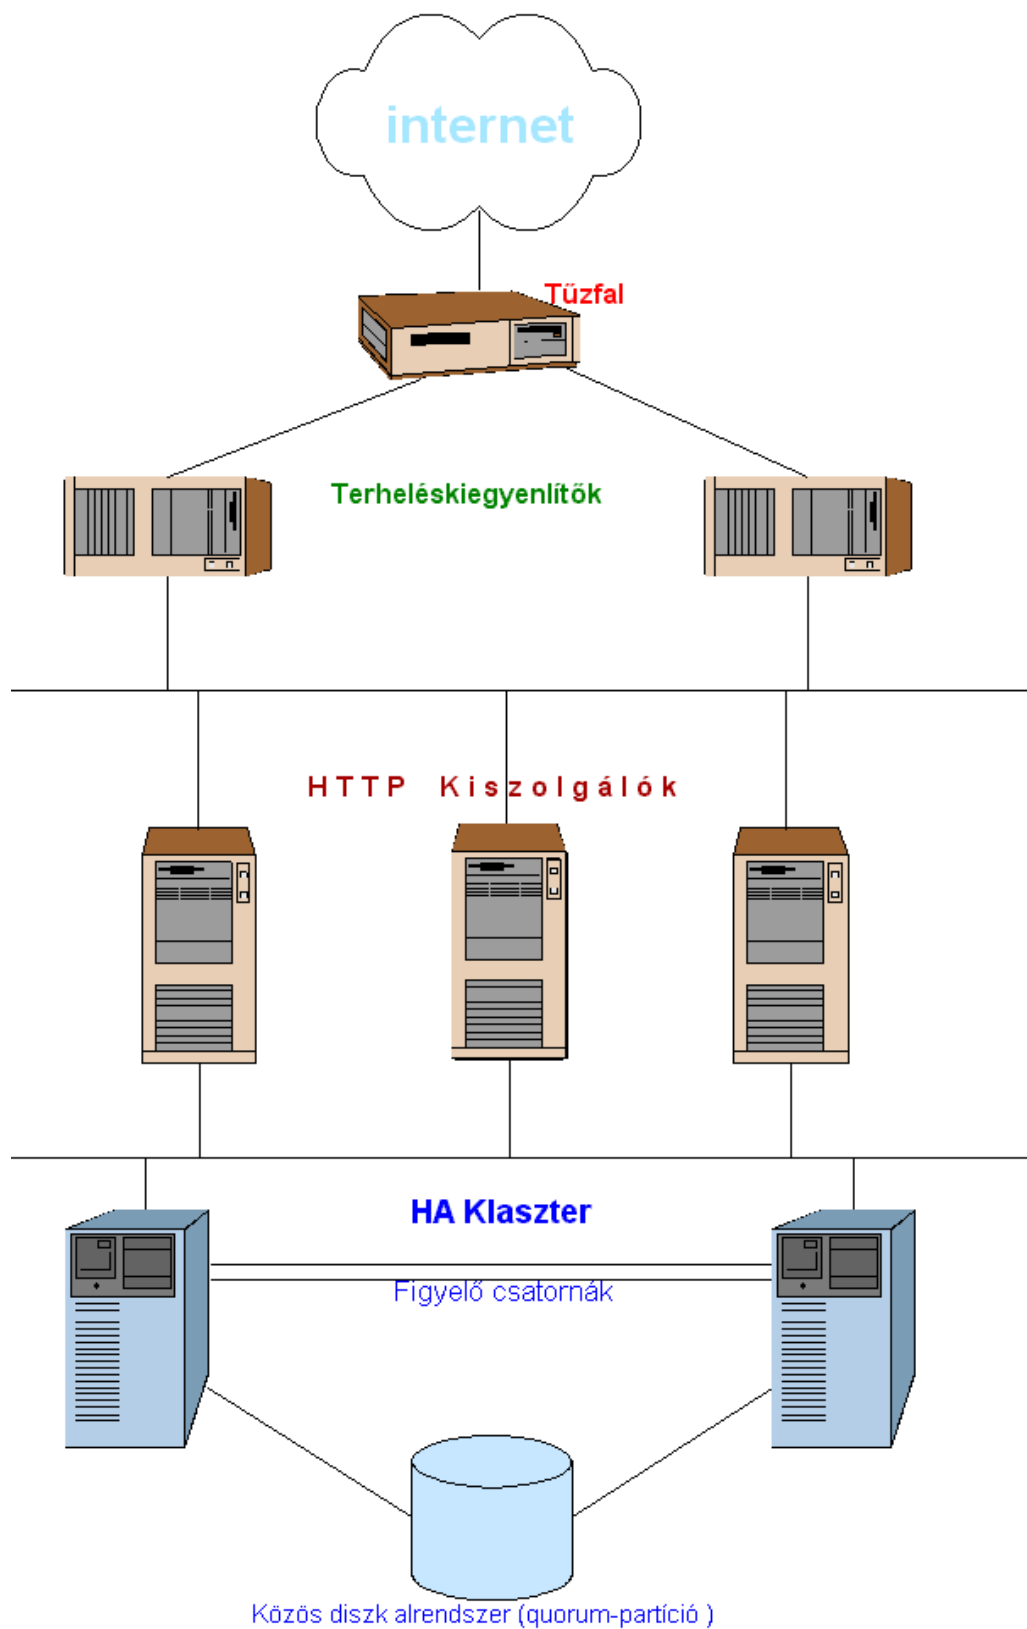 internet
Tűzfal
Terheléskiegyenlítők
HTTP Kiszolgálók
HA Klaszter
Figyelő csatornák
Közös diszk alrendszer (quorum-partíció )